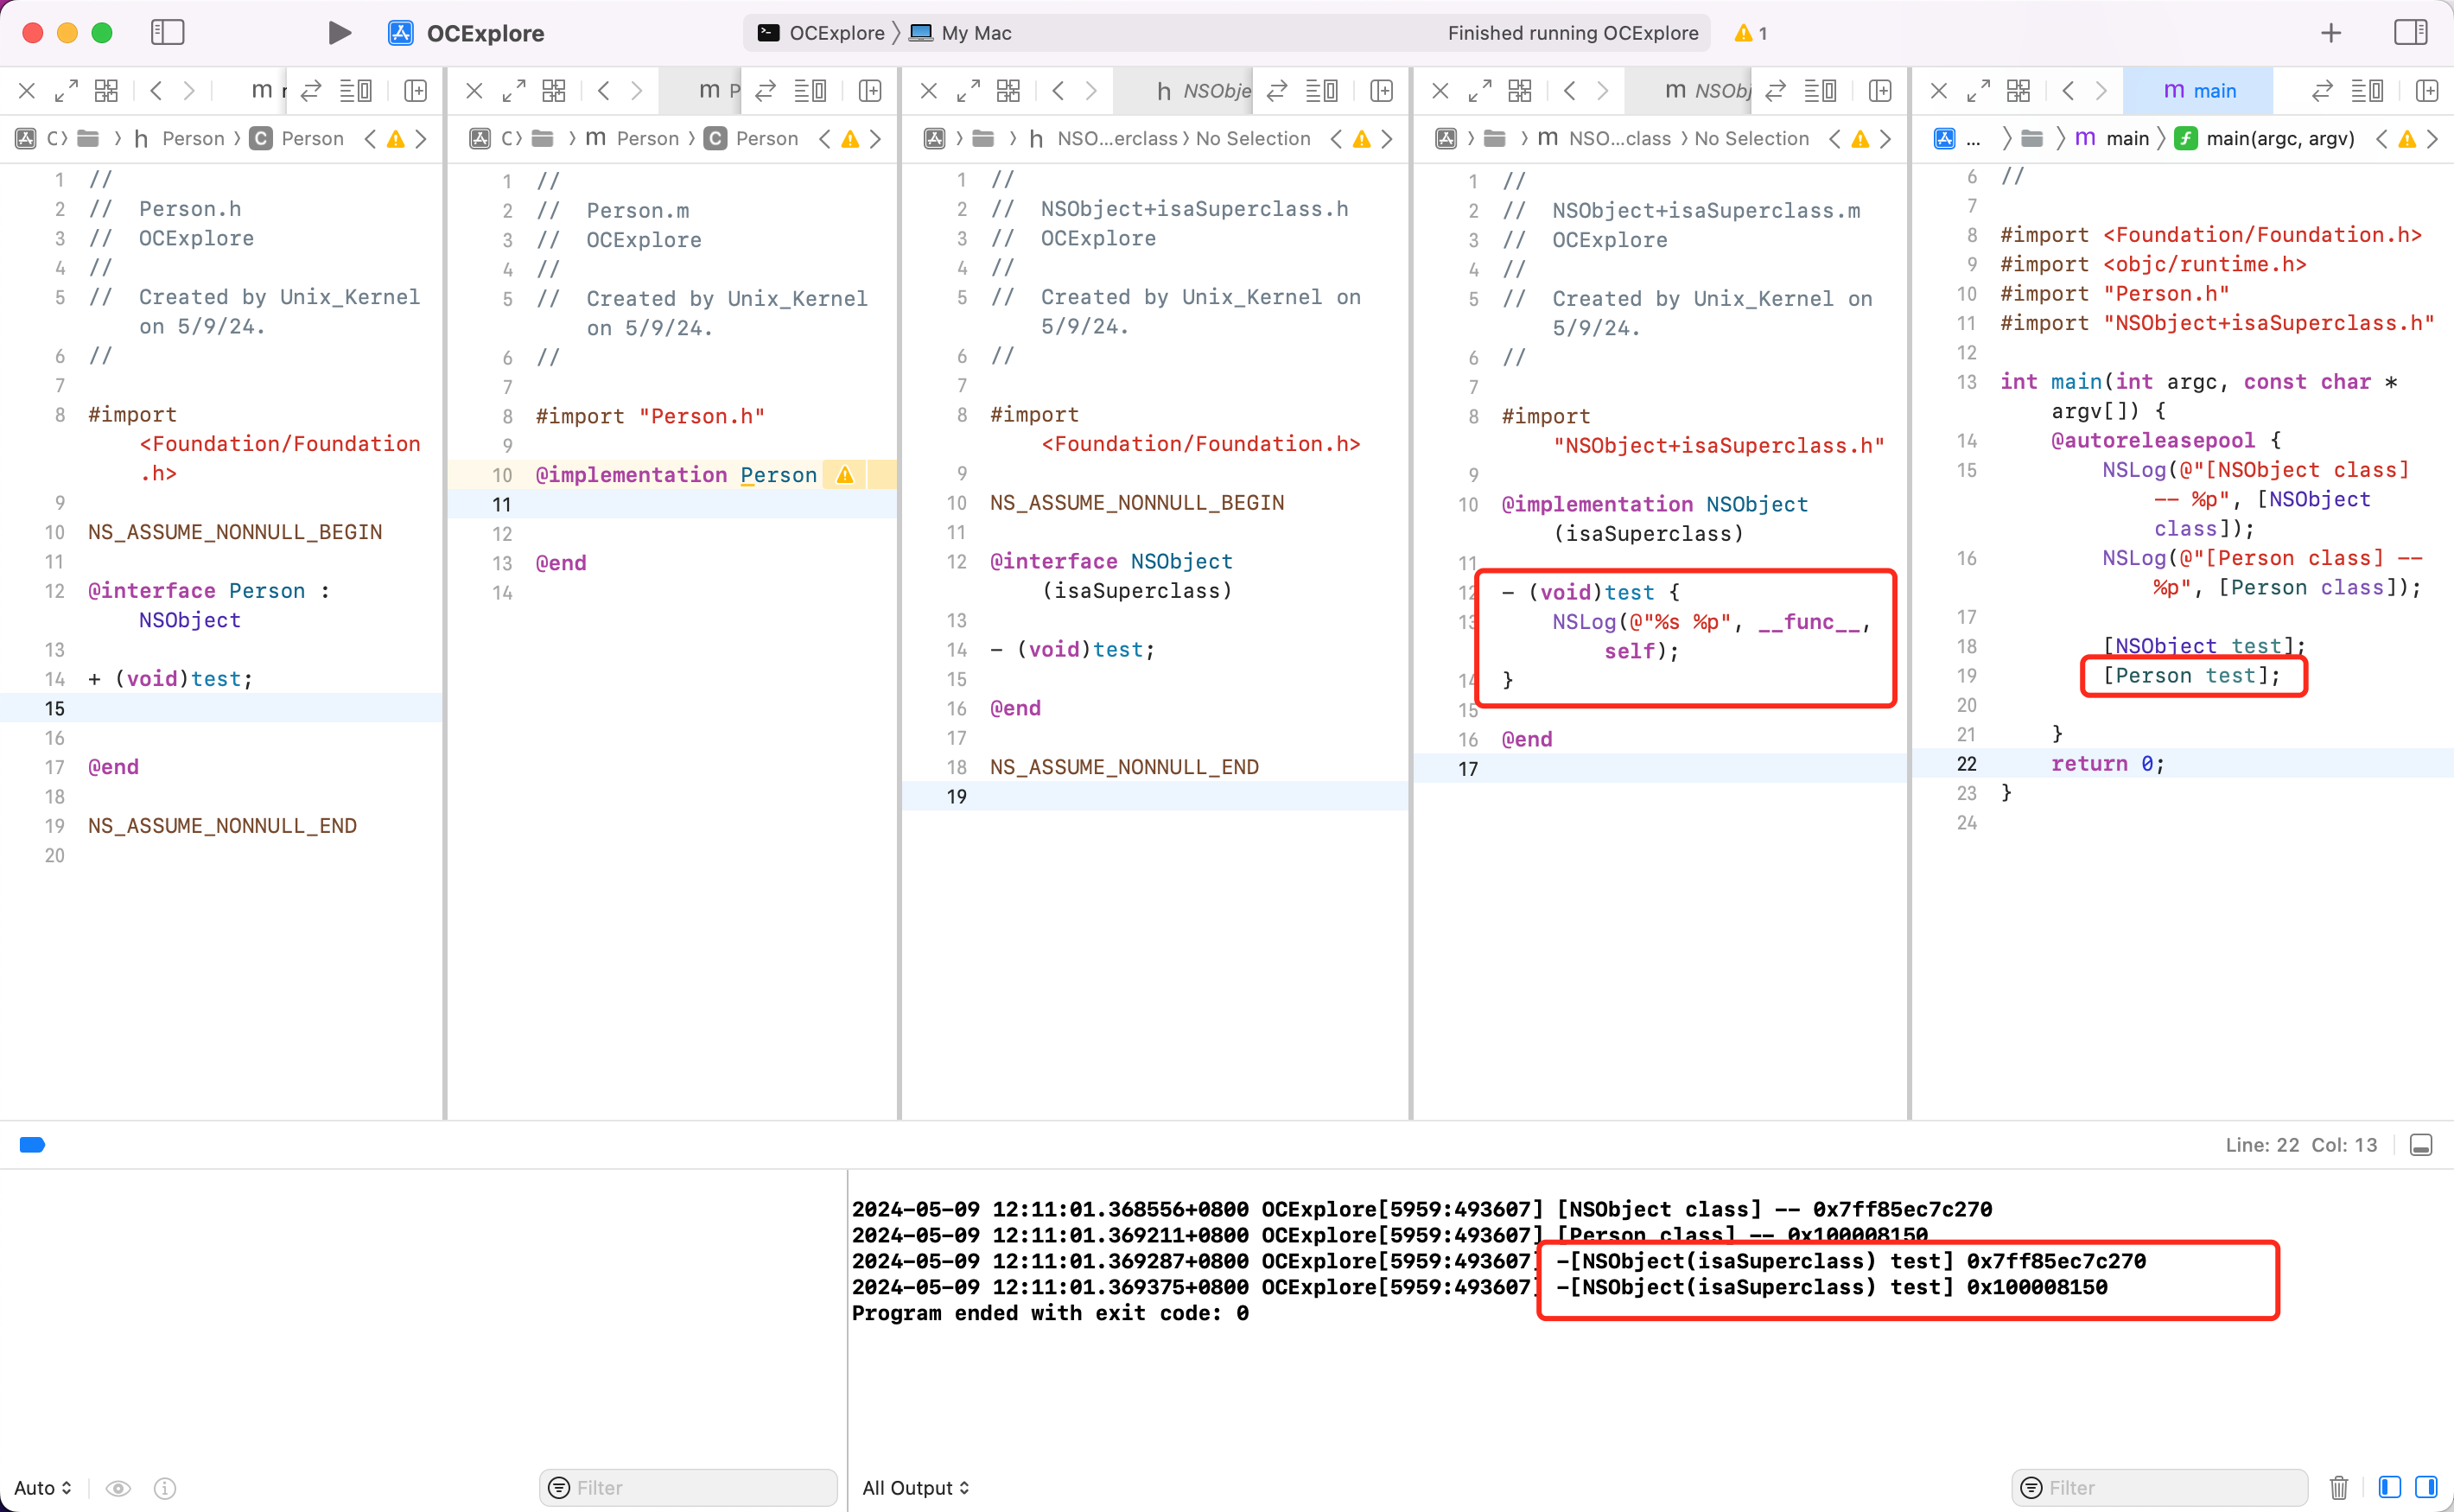 OCExplore
OCExplore 〉 My Mac
Finished running OCExplore
1
m
m P
h NSObje
m NSObj
m main
C 〉 〉 h Person 〉 C Person
C 〉 〉 m Person 〉 C Person
〉 〉 h NSO...erclass 〉 No Selection
〉 〉 m NSO...class 〉 No Selection
... 〉 〉 m main 〉 f main(argc, argv)
1 //
2 //  Person.h
3 //  OCExplore
4 //
5 //  Created by Unix_Kernel
on 5/9/24.
6 //
7
8 #import
<Foundation/Foundation
.h>
9
10 NS_ASSUME_NONNULL_BEGIN
11
12 @interface Person :
NSObject
13
14 + (void)test;
15
16
17 @end
18
19 NS_ASSUME_NONNULL_END
20
1 //
2 //  Person.m
3 //  OCExplore
4 //
5 //  Created by Unix_Kernel
on 5/9/24.
6 //
7
8 #import "Person.h"
9
10 @implementation Person
11
12
13 @end
14
1 //
2 //  NSObject+isaSuperclass.h
3 //  OCExplore
4 //
5 //  Created by Unix_Kernel on
5/9/24.
6 //
7
8 #import
<Foundation/Foundation.h>
9
10 NS_ASSUME_NONNULL_BEGIN
11
12 @interface NSObject
(isaSuperclass)
13
14 - (void)test;
15
16 @end
17
18 NS_ASSUME_NONNULL_END
19
1 //
2 //  NSObject+isaSuperclass.m
3 //  OCExplore
4 //
5 //  Created by Unix_Kernel on
5/9/24.
6 //
7
8 #import
"NSObject+isaSuperclass.h"
9
10 @implementation NSObject
(isaSuperclass)
11
12 - (void)test {
13 NSLog(@"%s %p", __func__,
self);
14 }
15
16 @end
17
6 //
7
8 #import <Foundation/Foundation.h>
9 #import <objc/runtime.h>
10 #import "Person.h"
11 #import "NSObject+isaSuperclass.h"
12
13 int main(int argc, const char *
argv[]) {
14 @autoreleasepool {
15 NSLog(@"[NSObject class]
-- %p", [NSObject
class]);
16 NSLog(@"[Person class] --
%p", [Person class]);
17
18 [NSObject test];
19 [Person test];
20
21 }
22 return 0;
23 }
24
Line: 22 Col: 13
2024-05-09 12:11:01.368556+0800 OCExplore[5959:493607] [NSObject class] -- 0x7ff85ec7c270
2024-05-09 12:11:01.369211+0800 OCExplore[5959:493607] [Person class] -- 0x100008150
2024-05-09 12:11:01.369287+0800 OCExplore[5959:493607] -[NSObject(isaSuperclass) test] 0x7ff85ec7c270
2024-05-09 12:11:01.369375+0800 OCExplore[5959:493607] -[NSObject(isaSuperclass) test] 0x100008150
Program ended with exit code: 0
Auto
Filter
All Output
Filter